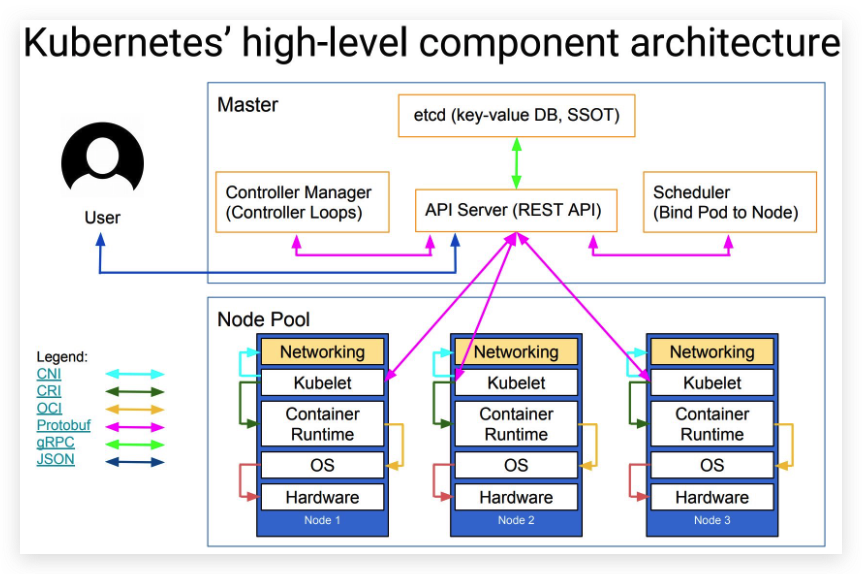 Kubernetes’ high-level component architecture
Master
etcd (key-value DB, SSOT)
Controller Manager
(Controller Loops)
API Server (REST API)
Scheduler
(Bind Pod to Node)
User
Node Pool
Legend:
CNI
CRI
OCI
Protobuf
gRPC
JSON
Networking
Kubelet
Container
Runtime
OS
Hardware
Node 1
Networking
Kubelet
Container
Runtime
OS
Hardware
Node 2
Networking
Kubelet
Container
Runtime
OS
Hardware
Node 3